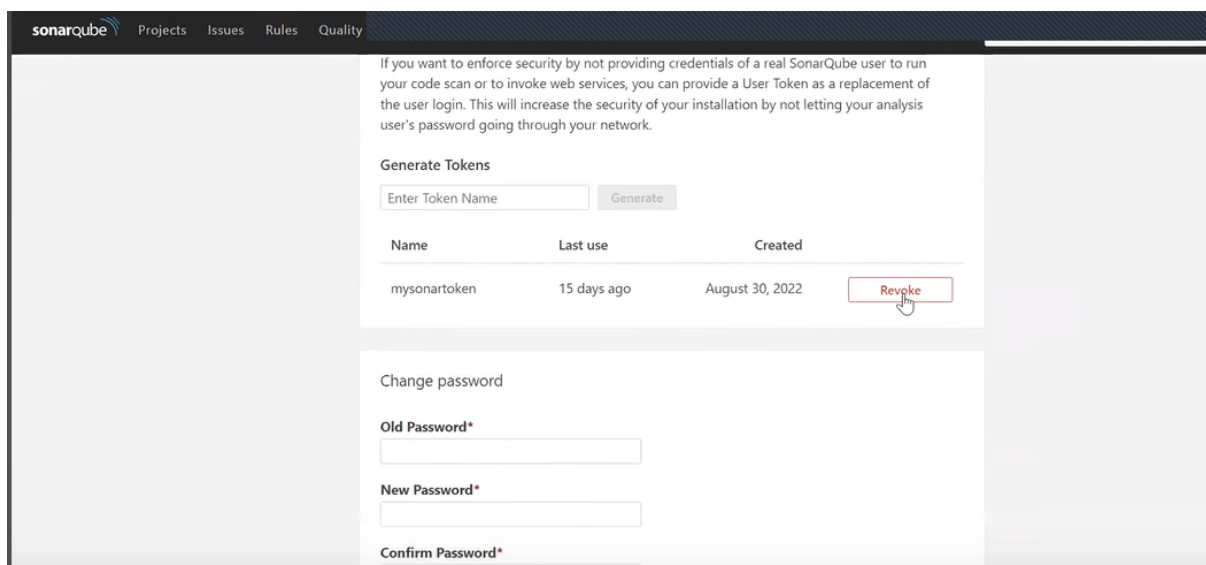 sonarqube Projects Issues Rules Quality
If you want to enforce security by not providing credentials of a real SonarQube user to run
your code scan or to invoke web services, you can provide a User Token as a replacement of
the user login. This will increase the security of your installation by not letting your analysis
user's password going through your network.
Generate Tokens
Enter Token Name Generate
Name Last use Created
mysonartoken 15 days ago August 30, 2022 Revoke
Change password
Old Password*
New Password*
Confirm Password*